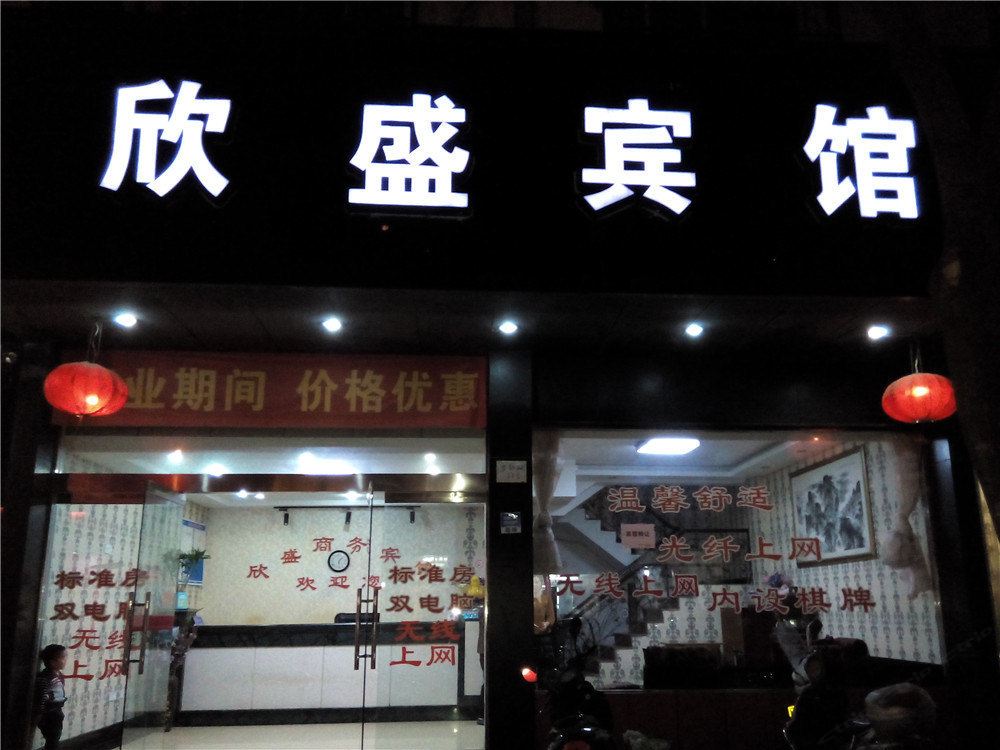 欣盛宾馆
业期间 价格优惠
温馨舒适
光纤上网
无线上网 内设棋牌
欣盛商务宾
欢迎您
标准房
双电脑
无线
上网
标准房
双电脑
无线
上网